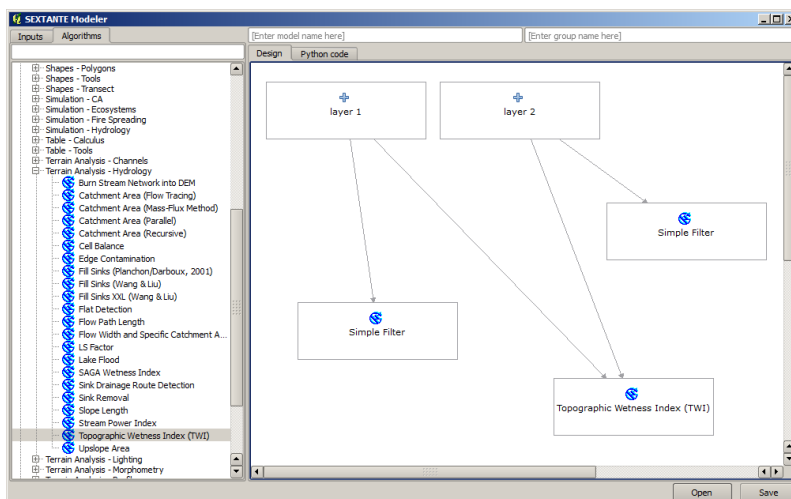 SEXTANTE Modeler
Inputs
Algorithms
[Enter model name here]
[Enter group name here]
Design
Python code
Shapes - Polygons
Shapes - Tools
Shapes - Transect
Simulation - CA
Simulation - Ecosystems
Simulation - Fire Spreading
Simulation - Hydrology
Table - Calculus
Table - Tools
Terrain Analysis - Channels
Terrain Analysis - Hydrology
Burn Stream Network into DEM
Catchment Area (Flow Tracing)
Catchment Area (Mass-Flux Method)
Catchment Area (Parallel)
Catchment Area (Recursive)
Cell Balance
Edge Contamination
Fill Sinks (Planchon/Darboux, 2001)
Fill Sinks (Wang & Liu)
Fill Sinks XXL (Wang & Liu)
Flat Detection
Flow Path Length
Flow Width and Specific Catchment A...
LS Factor
Lake Flood
SAGA Wetness Index
Sink Drainage Route Detection
Sink Removal
Slope Length
Stream Power Index
Topographic Wetness Index (TWI)
Upslope Area
Terrain Analysis - Lighting
Terrain Analysis - Morphometry
layer 1
layer 2
Simple Filter
Simple Filter
Topographic Wetness Index (TWI)
Open
Save